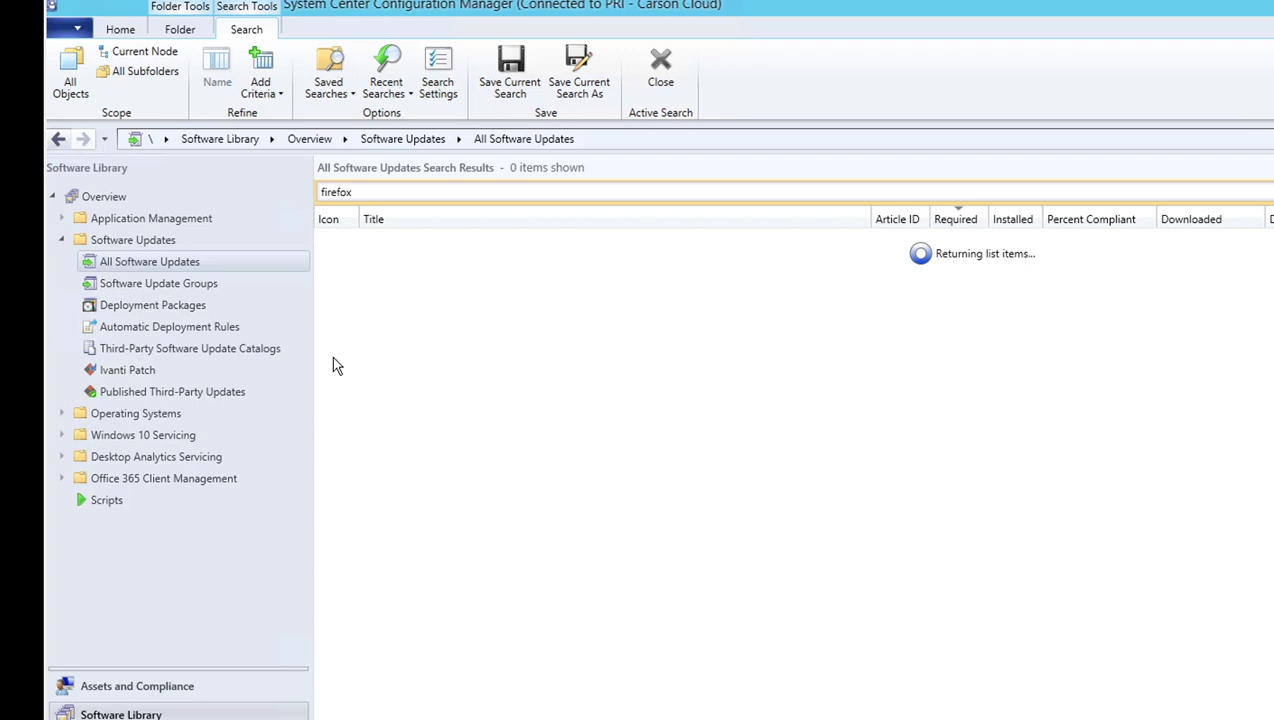 Folder Tools Search Tools System Center Configuration Manager (Connected to PRI - Carson Cloud)
Home Folder Search
Current Node
All Subfolders
All Objects
Name
Add Criteria
Saved Searches
Recent Searches
Search Settings
Save Current Search
Save Current Search As
Close
Scope Refine Options Save Active Search
\ Software Library Overview Software Updates All Software Updates
Software Library
Overview
Application Management
Software Updates
All Software Updates
Software Update Groups
Deployment Packages
Automatic Deployment Rules
Third-Party Software Update Catalogs
Ivanti Patch
Published Third-Party Updates
Operating Systems
Windows 10 Servicing
Desktop Analytics Servicing
Office 365 Client Management
Scripts
Assets and Compliance
Software Library
All Software Updates Search Results - 0 items shown
firefox
Icon Title Article ID Required Installed Percent Compliant Downloaded
Returning list items...